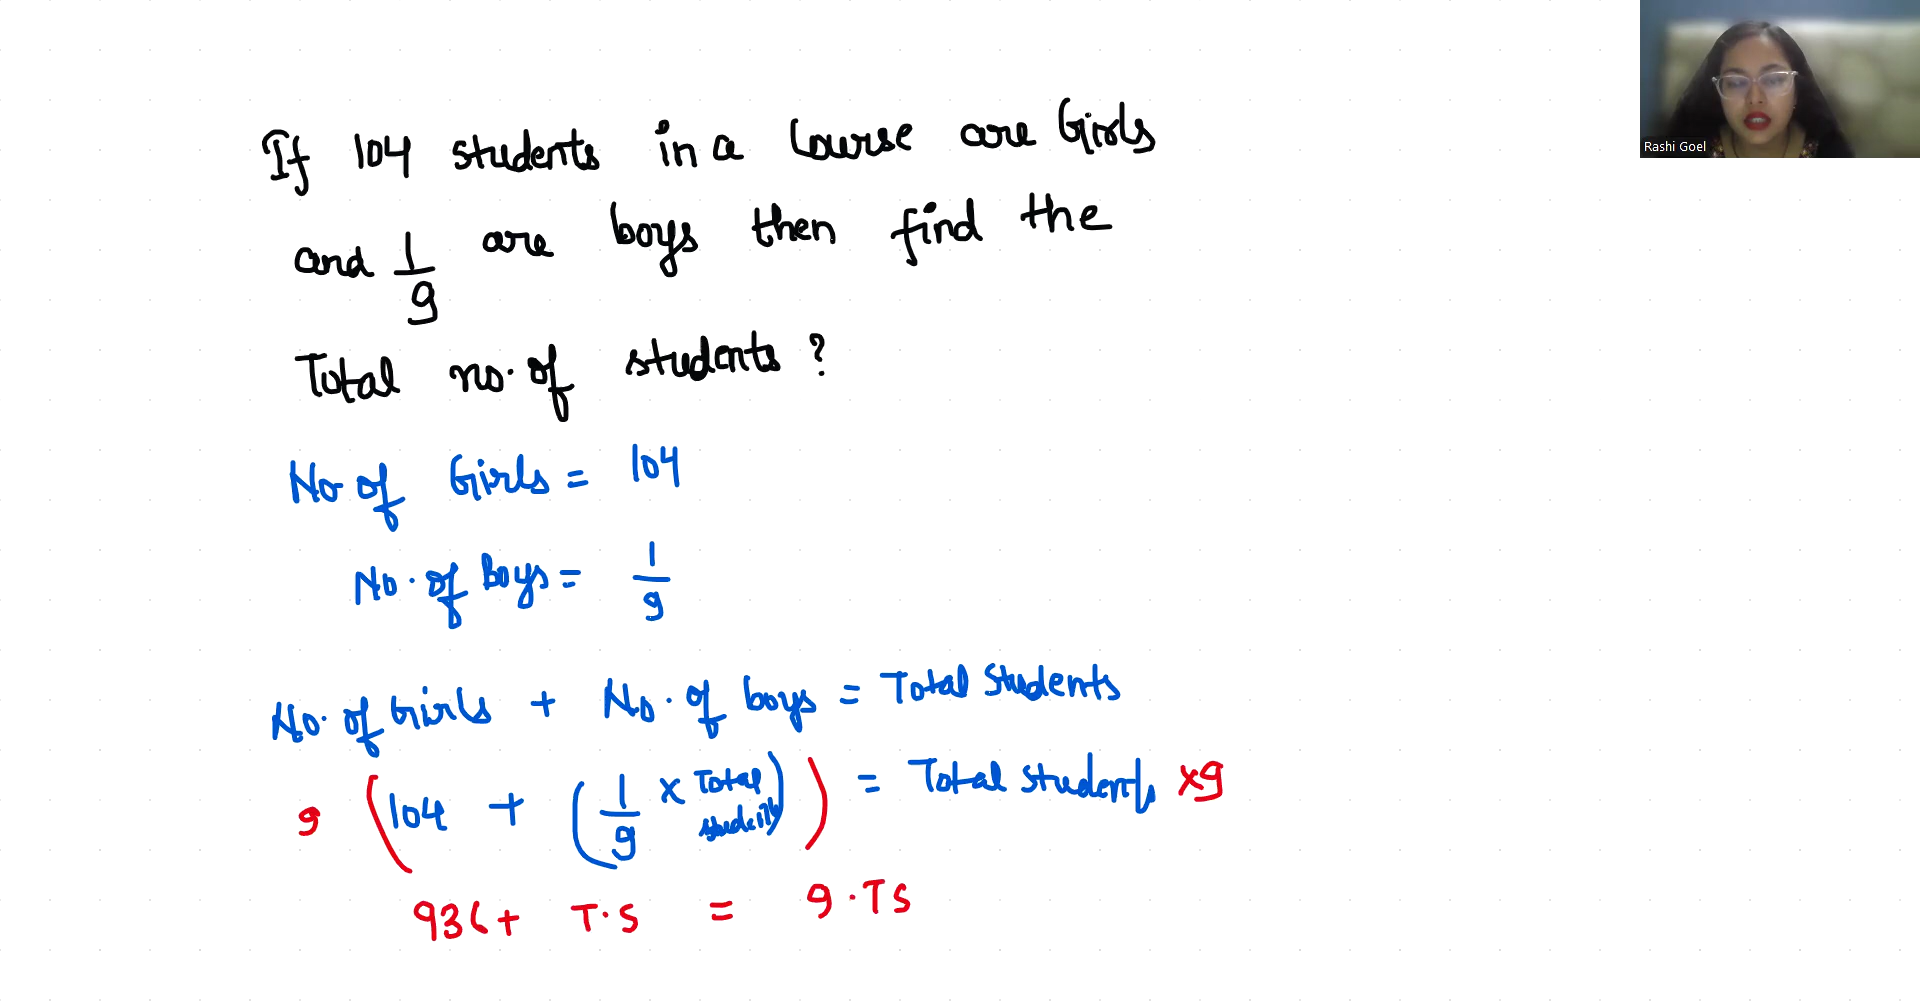 If 104 students in a course are Girls
and 1/9 are boys then find the
Total no. of students?
No of Girls = 104
No. of Boys = 1/9
No. of Girls + No. of boys = Total Students
9 (104 + (1/9 × Total students)) = Total students ×9
936 + T.S = 9.TS
Rashi Goel